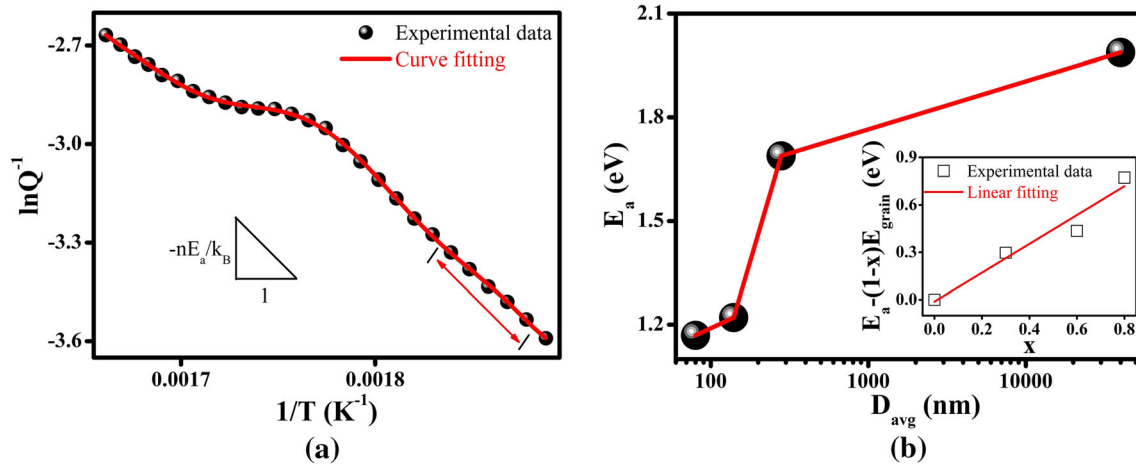 Experimental data
Curve fitting
-2.7
-3.0
-3.3
-3.6
lnQ⁻¹
-nEₐ/k_B
1
0.0017 0.0018
1/T (K⁻¹)
(a)
2.1
1.8
1.5
1.2
Eₐ (eV)
100 1000 10000
D_avg (nm)
(b)
Experimental data
Linear fitting
0.9
0.6
0.3
0.0
Eₐ-(1-x)E_grain (eV)
0.0 0.2 0.4 0.6 0.8
x